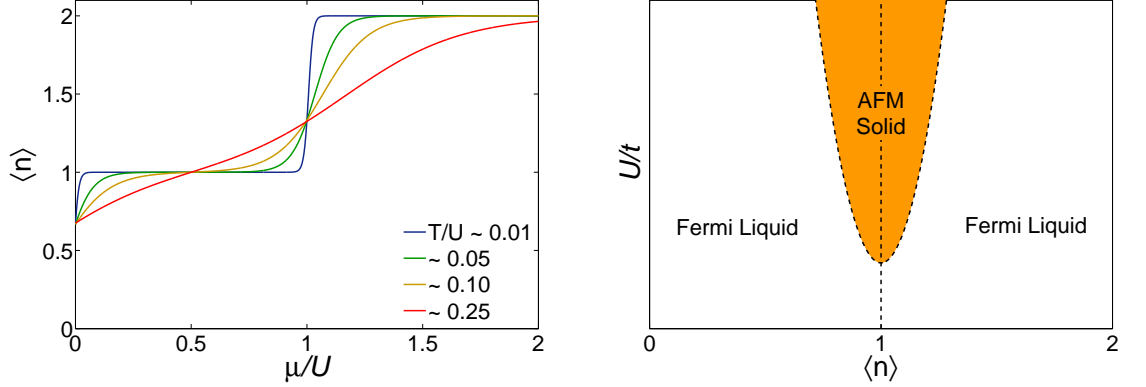 2
1.5
1
0.5
0
⟨n⟩
T/U ~ 0.01
~ 0.05
~ 0.10
~ 0.25
0 0.5 1 1.5 2
μ/U
U/t
AFM
Solid
Fermi Liquid
Fermi Liquid
0 1 2
⟨n⟩